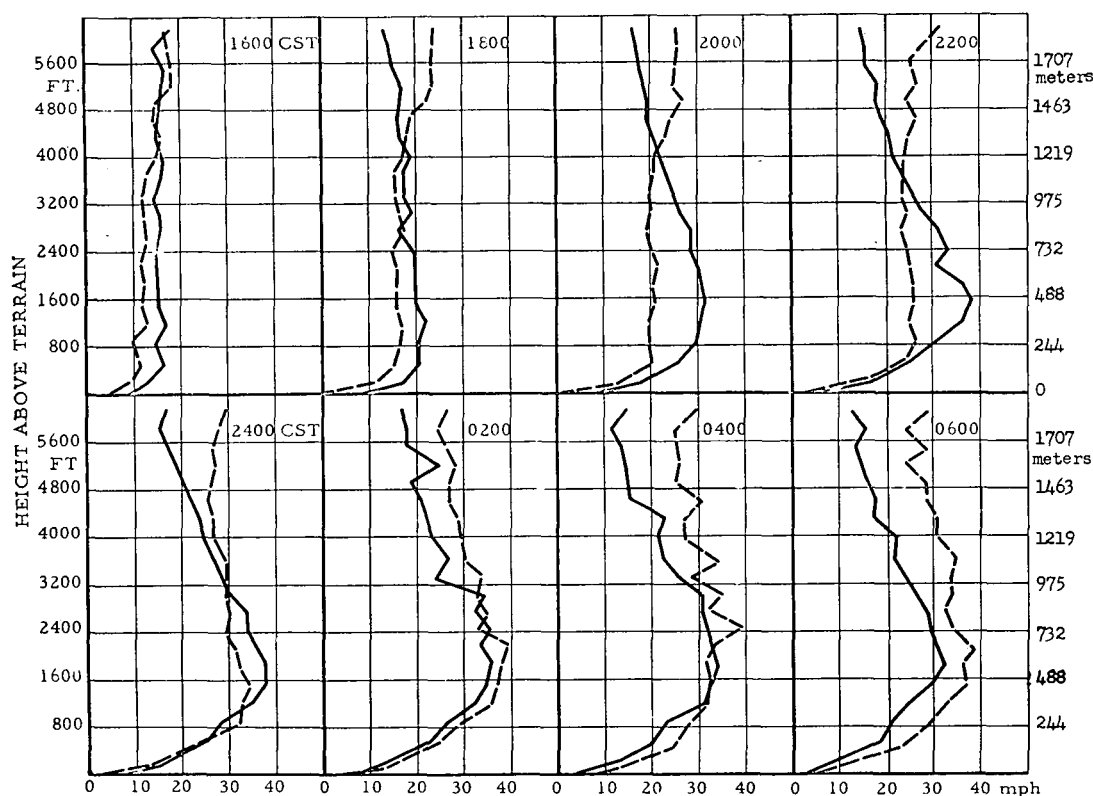 1600 CST 1800 2000 2200
5600 1707
FT. meters
4800 1463
4000 1219
3200 975
2400 732
1600 488
800 244
0
HEIGHT ABOVE TERRAIN
2400 CST 0200 0400 0600
5600 1707
FT meters
4800 1463
4000 1219
3200 975
2400 732
1600 488
800 244
0 10 20 30 40 0 10 20 30 40 0 10 20 30 40 0 10 20 30 40 mph